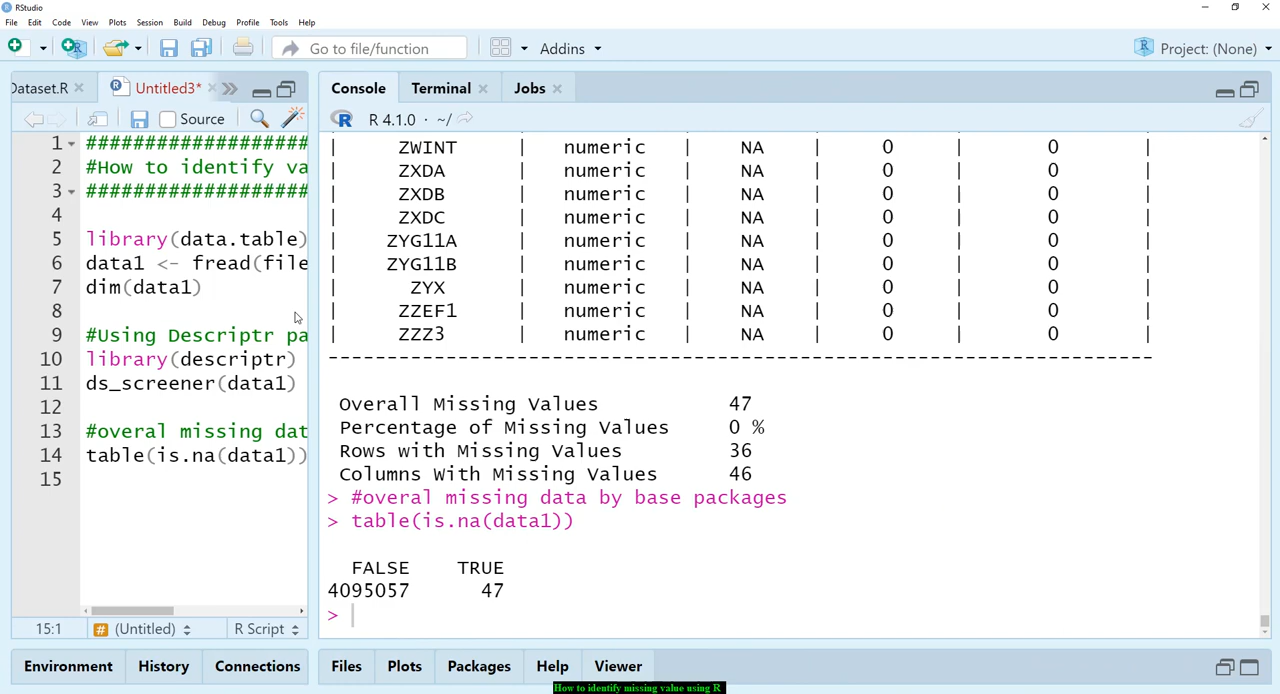 RStudio
File Edit Code View Plots Session Build Debug Profile Tools Help
Go to file/function Addins Project: (None)
Dataset.R Untitled3* Console Terminal Jobs
Source R 4.1.0 · ~/
1 ###################
2 #How to identify va
3 ###################
4
5 library(data.table)
6 data1 <- fread(file
7 dim(data1)
8
9 #Using Descriptr pa
10 library(descriptr)
11 ds_screener(data1)
12
13 #overal missing dat
14 table(is.na(data1))
15
15:1 # (Untitled) R Script
| ZWINT | numeric | NA | 0 | 0 |
| ZXDA | numeric | NA | 0 | 0 |
| ZXDB | numeric | NA | 0 | 0 |
| ZXDC | numeric | NA | 0 | 0 |
| ZYG11A | numeric | NA | 0 | 0 |
| ZYG11B | numeric | NA | 0 | 0 |
| ZYX | numeric | NA | 0 | 0 |
| ZZEF1 | numeric | NA | 0 | 0 |
| ZZZ3 | numeric | NA | 0 | 0 |
----------------------------------------------------------------------
Overall Missing Values 47
Percentage of Missing Values 0 %
Rows with Missing Values 36
Columns With Missing Values 46
> #overal missing data by base packages
> table(is.na(data1))
FALSE TRUE
4095057 47
>
Environment History Connections Files Plots Packages Help Viewer
How to identify missing value using R